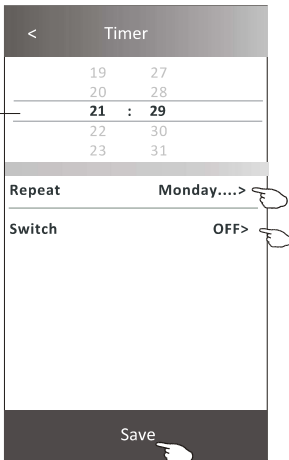 < Timer
19 27
20 28
21 : 29
22 30
23 31
Repeat Monday....>
Switch OFF>
Save